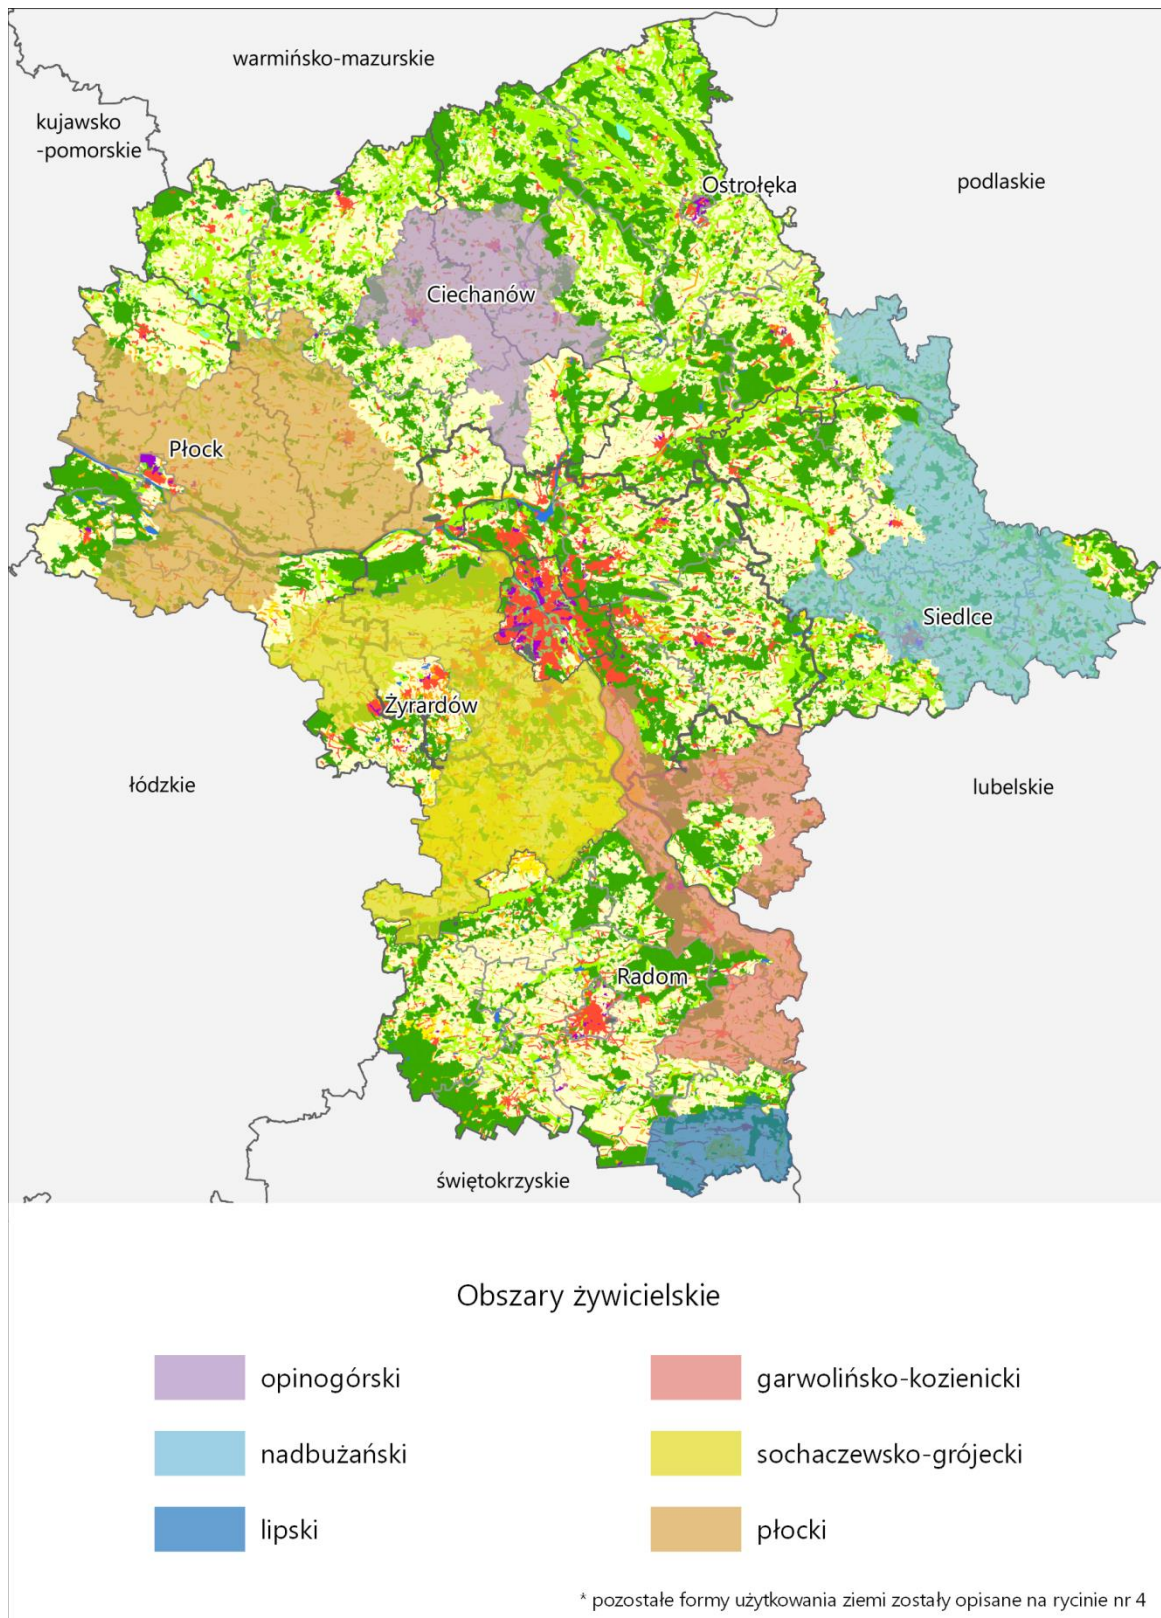 warmińsko-mazurskie
kujawsko
-pomorskie
podlaskie
Ostrołęka
Ciechanów
Płock
Siedlce
Żyrardów
łódzkie
lubelskie
Radom
świętokrzyskie
Obszary żywicielskie
opinogórski
garwolińsko-kozienicki
nadbużański
sochaczewsko-grójecki
lipski
płocki
* pozostałe formy użytkowania ziemi zostały opisane na rycinie nr 4